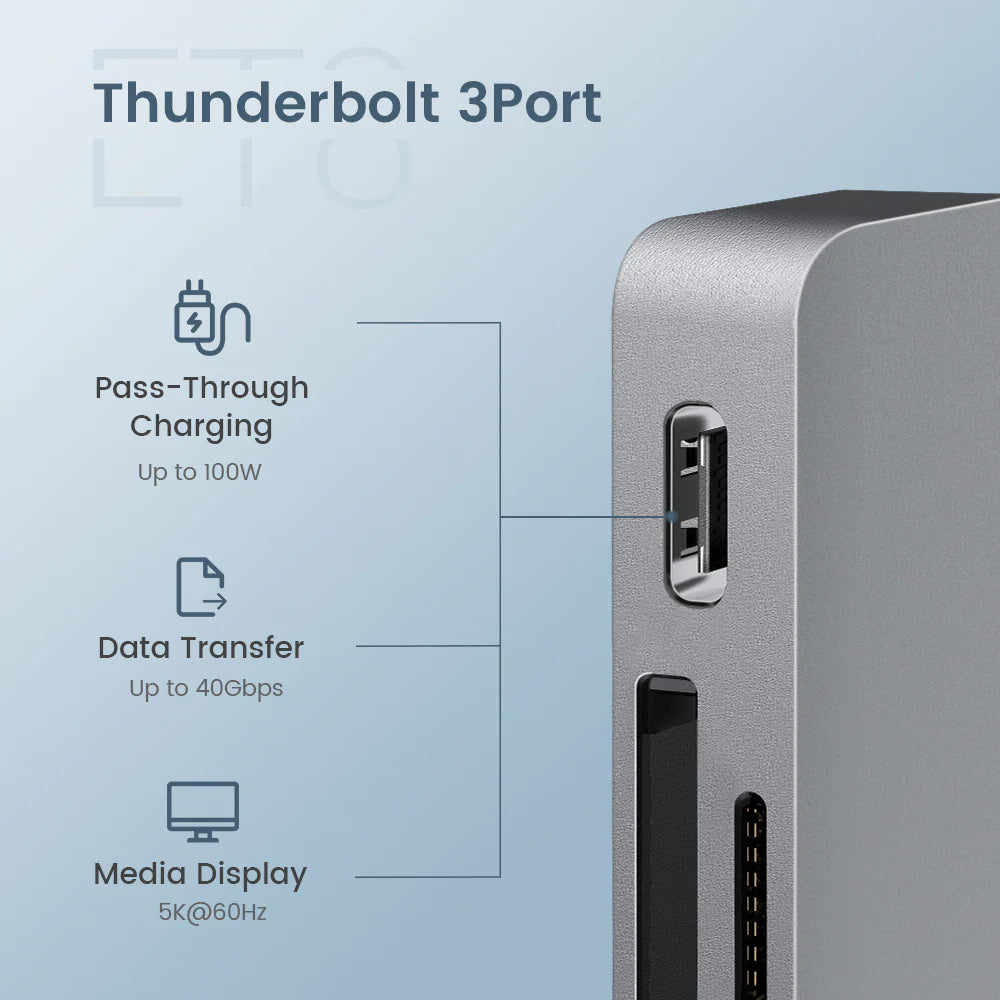 Thunderbolt 3Port
Pass-Through
Charging
Up to 100W
Data Transfer
Up to 40Gbps
Media Display
5K@60Hz